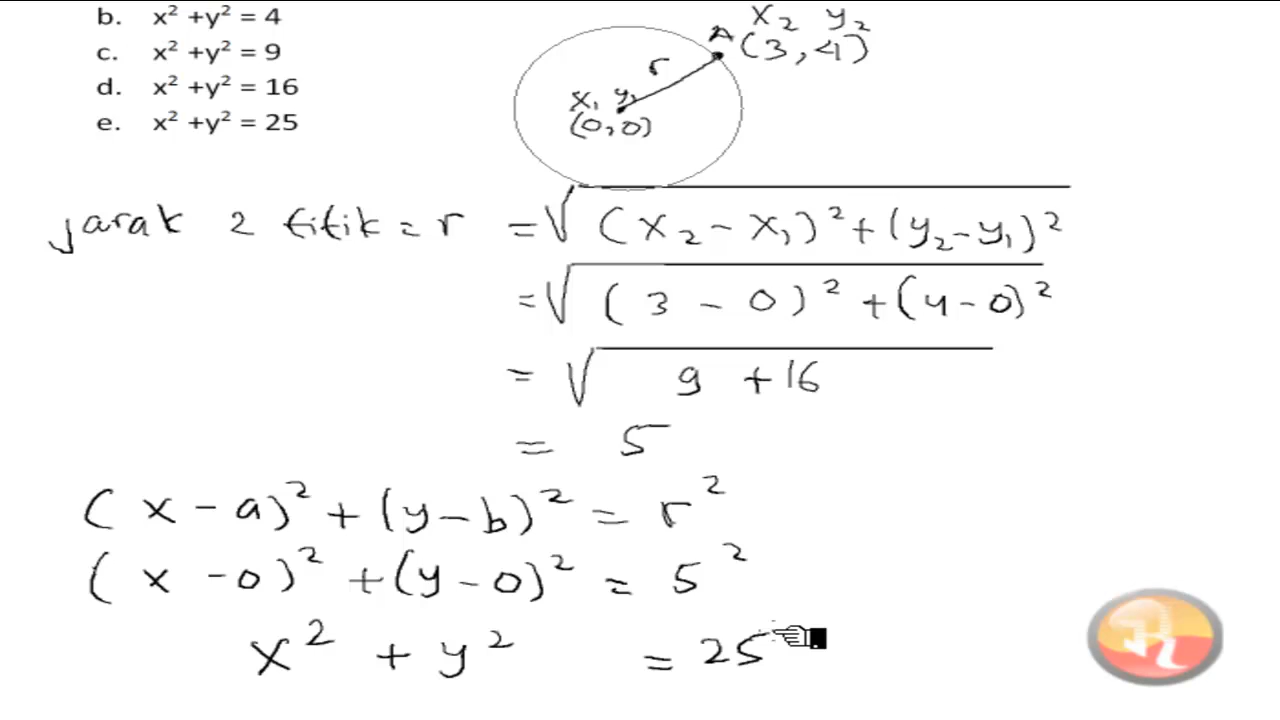 b. x² +y² = 4
c. x² +y² = 9
d. x² +y² = 16
e. x² +y² = 25
x₂ y₂
A (3,4)
r
x₁ y₁
(0,0)
Jarak 2 titik = r = √(x₂ - x₁)² + (y₂ - y₁)²
= √(3 - 0)² + (4 - 0)²
= √9 + 16
= 5
(x - a)² + (y - b)² = r²
(x - 0)² + (y - 0)² = 5²
x² + y² = 25